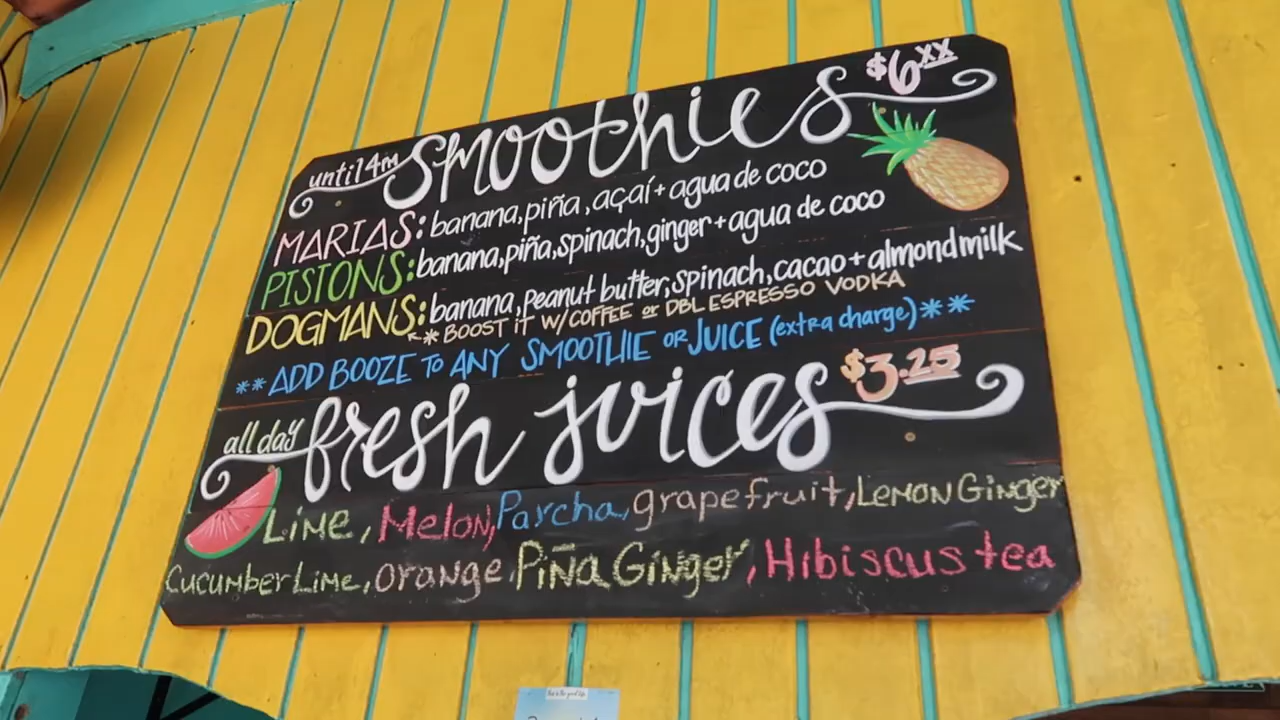 until 4pm Smoothies $6xx
MARIAS: banana, piña, açaí + agua de coco
PISTONS: banana, piña, spinach, ginger + agua de coco
DOGMANS: banana, peanut butter, spinach, cacao + almond milk
* BOOST IT W/COFFEE or DBL ESPRESSO VODKA
** ADD BOOZE TO ANY SMOOTHIE OR JUICE (extra charge) **
all day fresh juices $3.25
Lime, Melon, Parcha, grapefruit, Lemon Ginger
Cucumber Lime, orange, Piña Ginger, Hibiscus tea